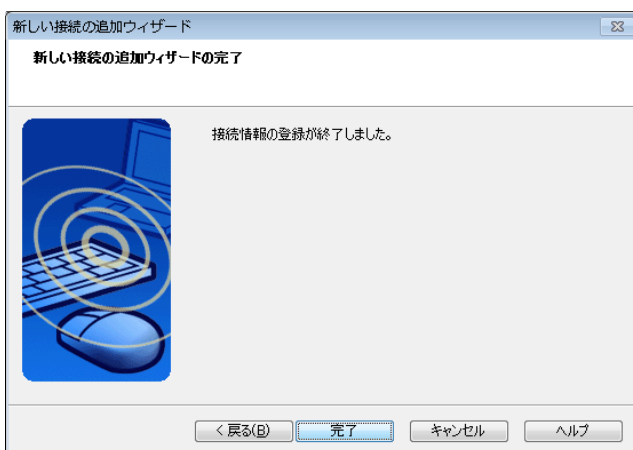 新しい接続の追加ウィザード
新しい接続の追加ウィザードの完了
接続情報の登録が終了しました。
< 戻る(B)
完了
キャンセル
ヘルプ